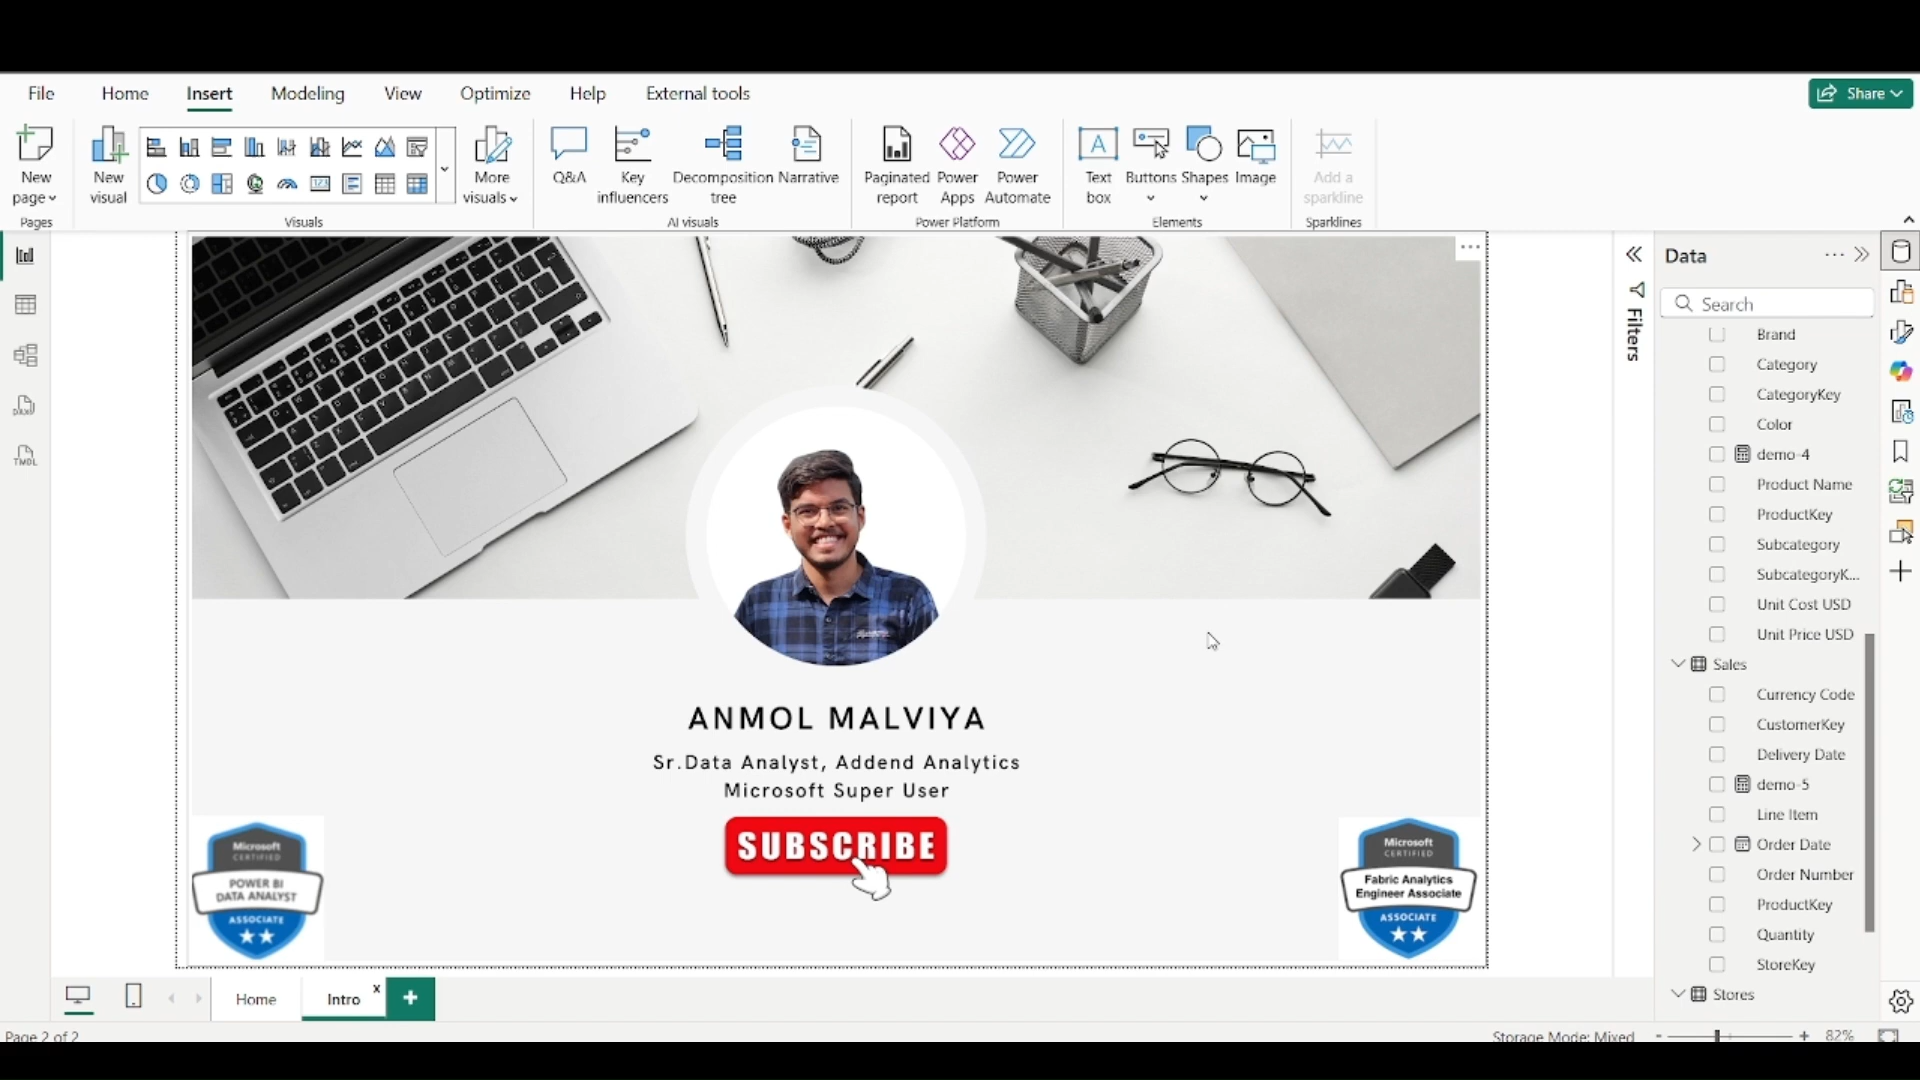 File Home Insert Modeling View Optimize Help External tools Share
New page
New visual
More visuals
Q&A
Key influencers
Decomposition tree
Narrative
Paginated report
Power Apps
Power Automate
Text box
Buttons
Shapes
Image
Add a sparkline
Pages Visuals AI visuals Power Platform Elements Sparklines
DAX
TMDL
ANMOL MALVIYA
Sr.Data Analyst, Addend Analytics
Microsoft Super User
SUBSCRIBE
Microsoft
CERTIFIED
POWER BI
DATA ANALYST
ASSOCIATE
Microsoft
CERTIFIED
Fabric Analytics
Engineer Associate
ASSOCIATE
Filters
Data
Search
Brand
Category
CategoryKey
Color
demo-4
Product Name
ProductKey
Subcategory
SubcategoryK...
Unit Cost USD
Unit Price USD
Sales
Currency Code
CustomerKey
Delivery Date
demo-5
Line Item
Order Date
Order Number
ProductKey
Quantity
StoreKey
Stores
Home Intro x +
Page 2 of 2
Storage Mode: Mixed - + 82%